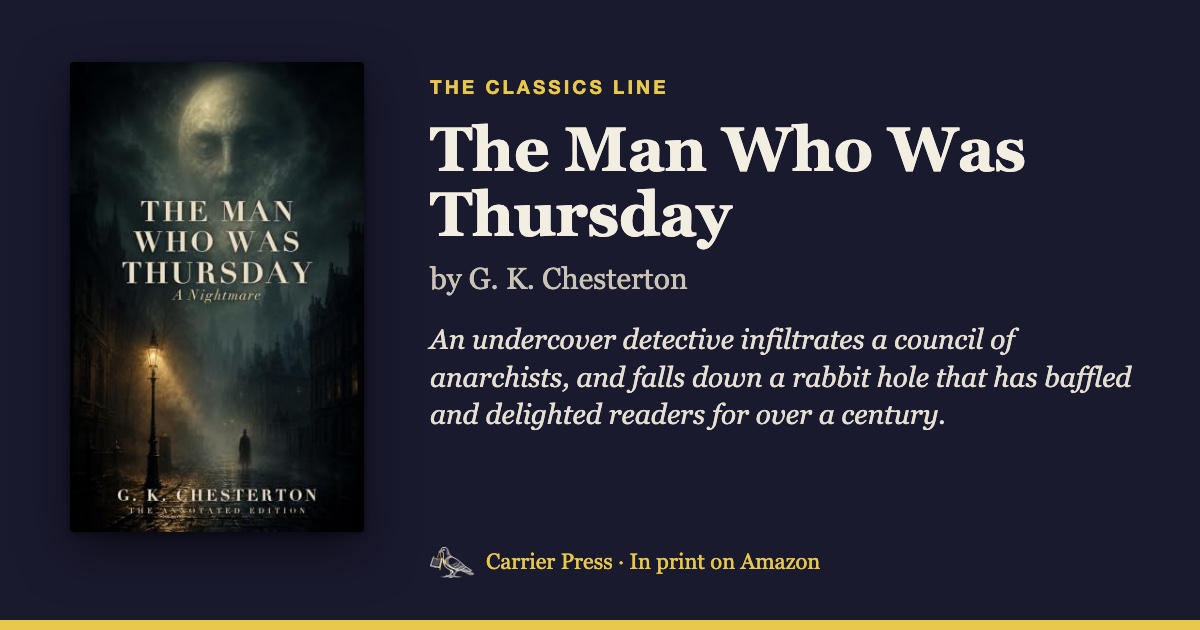 THE MAN
WHO WAS
THURSDAY
A Nightmare
G. K. CHESTERTON
THE ANNOTATED EDITION
THE CLASSICS LINE
The Man Who Was
Thursday
by G. K. Chesterton
An undercover detective infiltrates a council of
anarchists, and falls down a rabbit hole that has baffled
and delighted readers for over a century.
Carrier Press · In print on Amazon